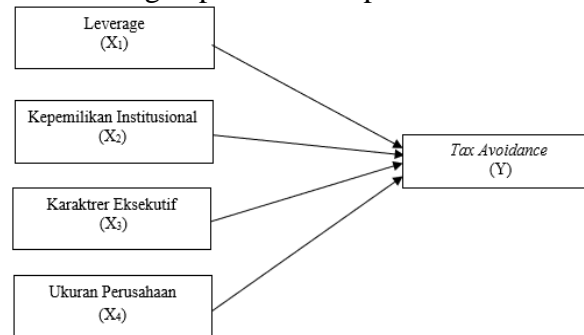 Leverage
(X₁)
Kepemilikan Institusional
(X₂)
Tax Avoidance
(Y)
Karaktrer Eksekutif
(X₃)
Ukuran Perusahaan
(X₄)